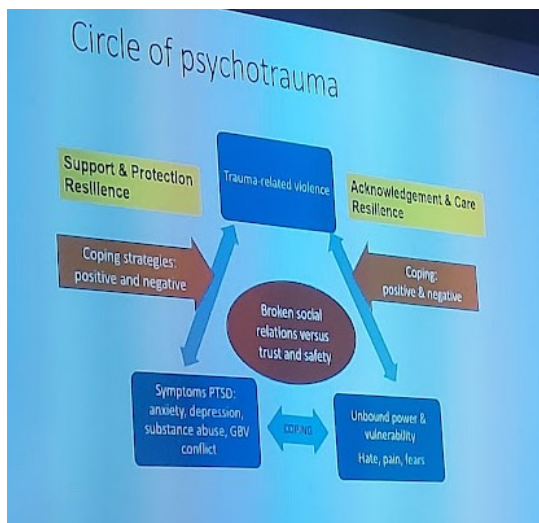 Circle of psychotrauma
Support & Protection
Resilience
Trauma-related violence
Acknowledgement & Care
Resilience
Coping strategies:
positive and negative
Coping:
positive & negative
Broken social
relations versus
trust and safety
Symptoms PTSD:
anxiety, depression,
substance abuse, GBV
conflict
COPING
Unbound power &
vulnerability
Hate, pain, fears